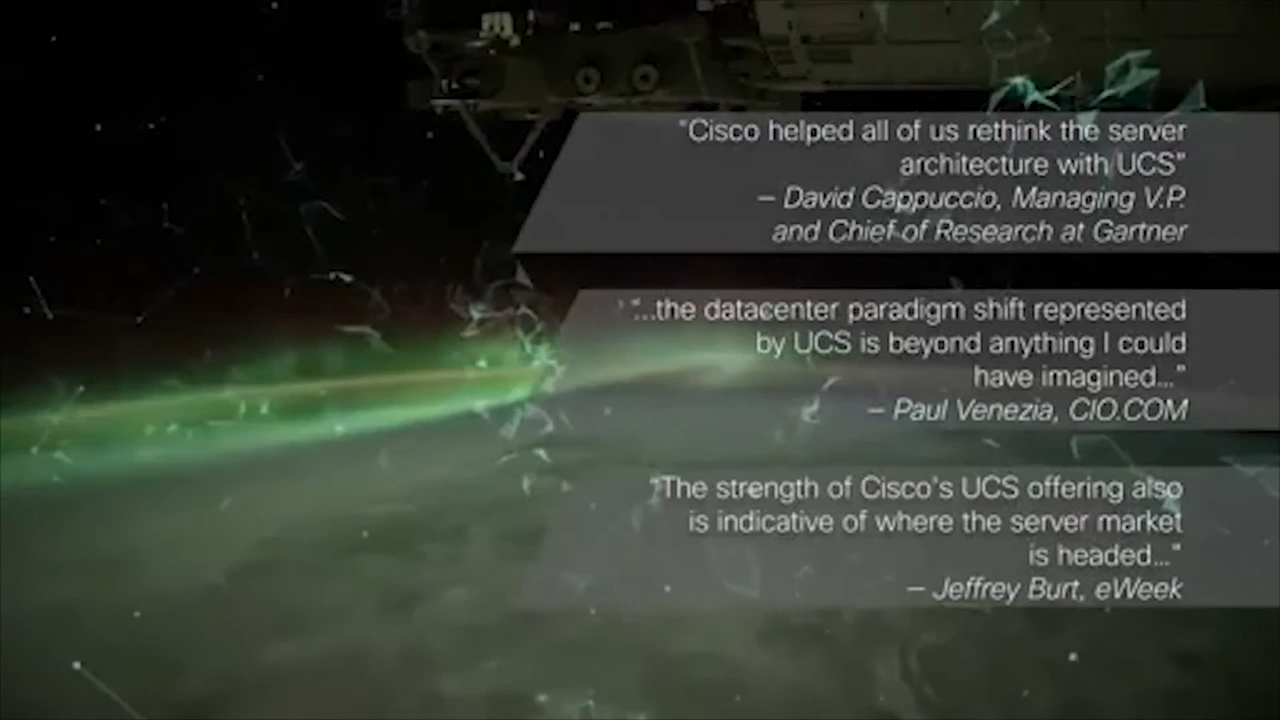 "Cisco helped all of us rethink the server
architecture with UCS"
– David Cappuccio, Managing V.P.
and Chief of Research at Gartner
"...the datacenter paradigm shift represented
by UCS is beyond anything I could
have imagined..."
– Paul Venezia, CIO.COM
"The strength of Cisco's UCS offering also
is indicative of where the server market
is headed..."
– Jeffrey Burt, eWeek